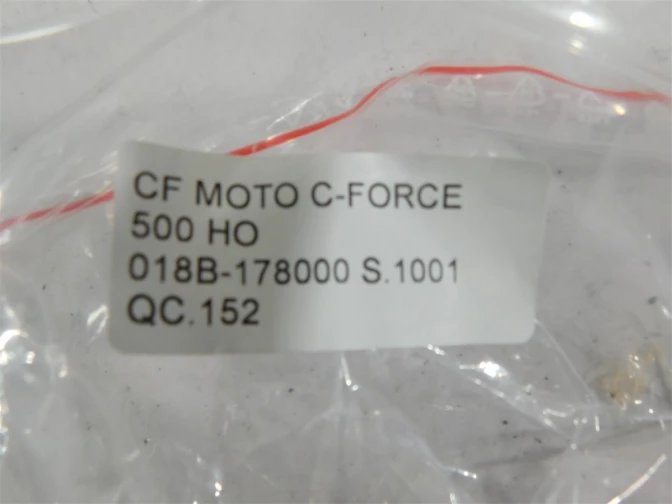 CF MOTO C-FORCE
500 HO
018B-178000 S.1001
QC.152